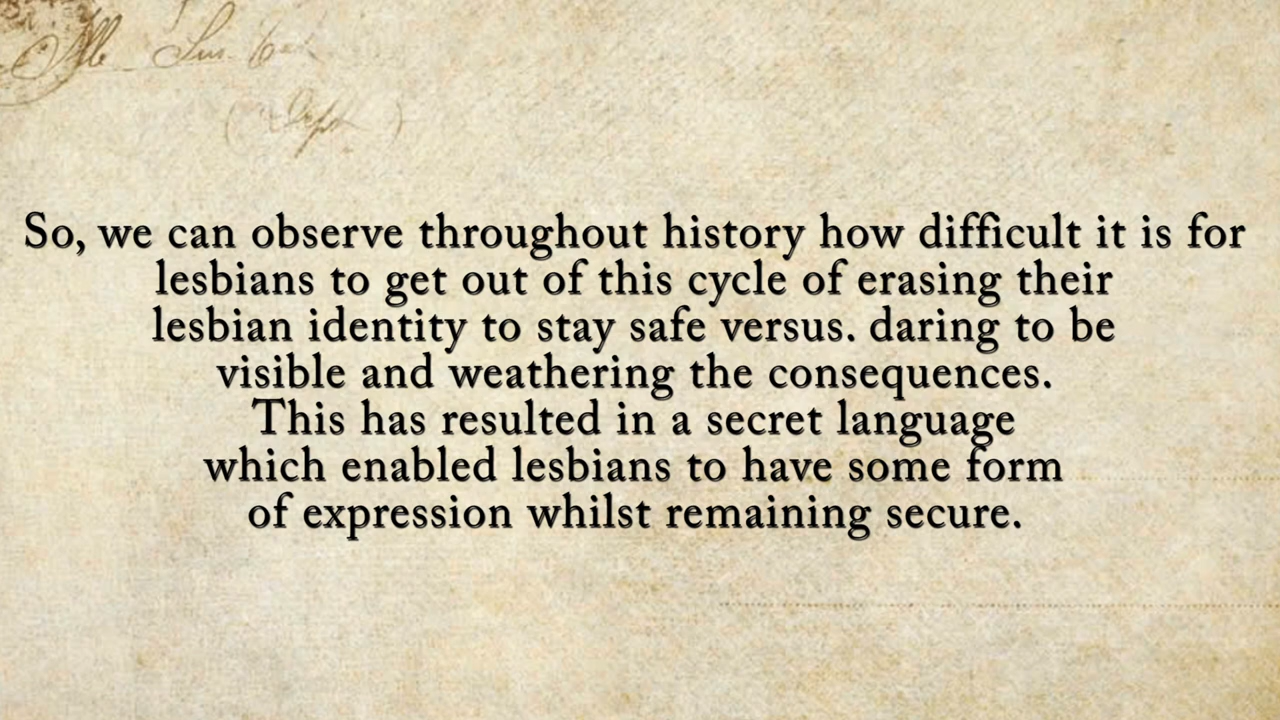 So, we can observe throughout history how difficult it is for
lesbians to get out of this cycle of erasing their
lesbian identity to stay safe versus. daring to be
visible and weathering the consequences.
This has resulted in a secret language
which enabled lesbians to have some form
of expression whilst remaining secure.